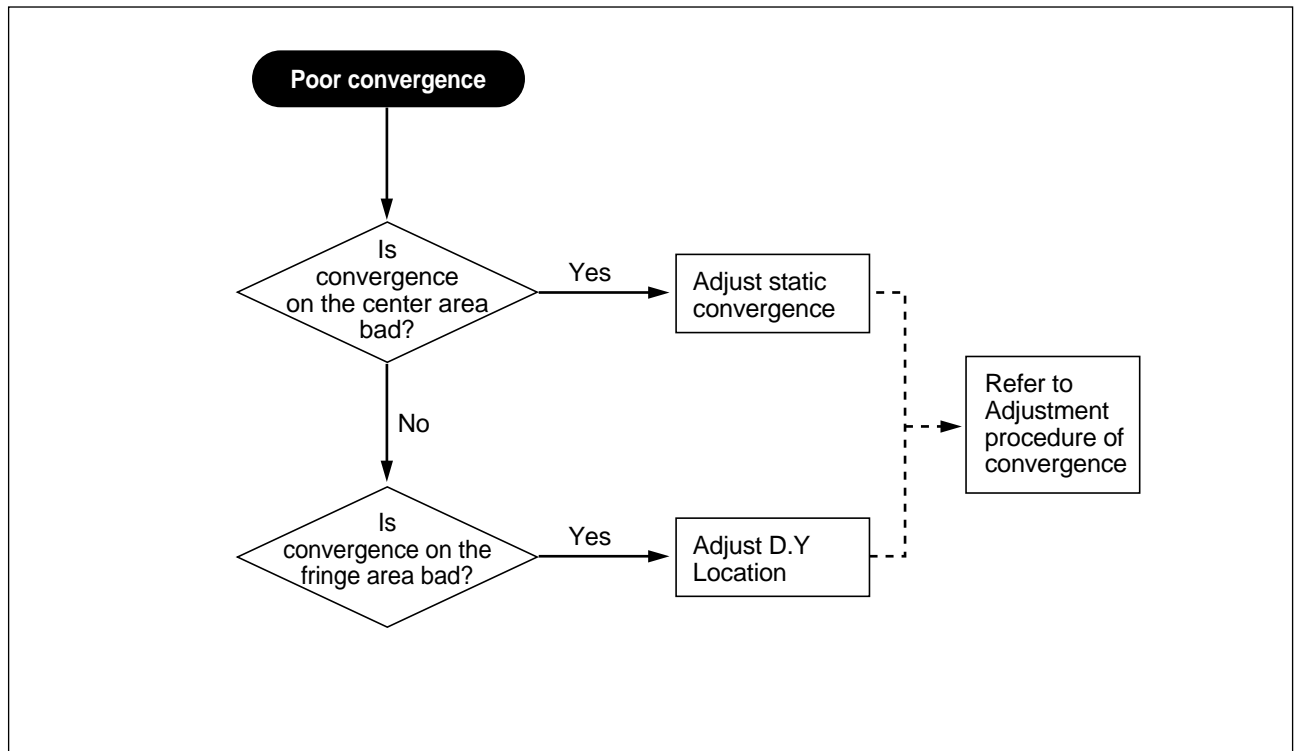 Poor convergence
Is
convergence
on the center area
bad?
Yes
Adjust static
convergence
Refer to
Adjustment
procedure of
convergence
No
Is
convergence on the
fringe area bad?
Yes
Adjust D.Y
Location